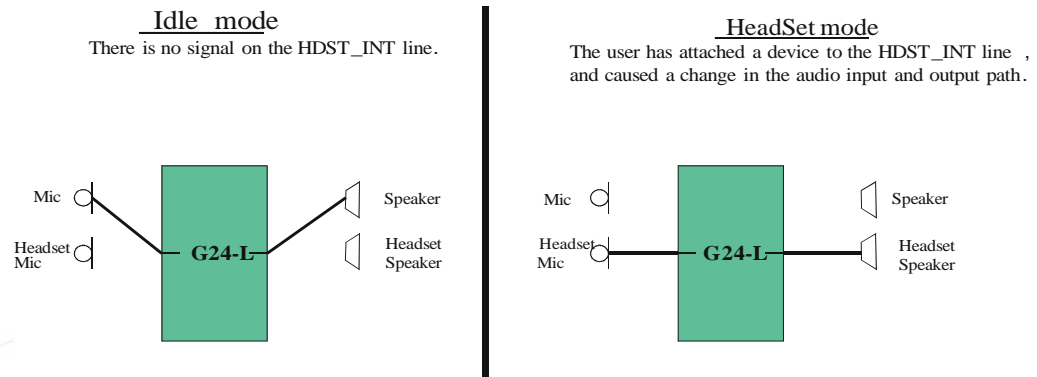 Idle mode
There is no signal on the HDST_INT line.
Mic
Headset
Mic
G24-L
Speaker
Headset
Speaker
HeadSet mode
The user has attached a device to the HDST_INT line ,
and caused a change in the audio input and output path.
Mic
Headset
Mic
G24-L
Speaker
Headset
Speaker